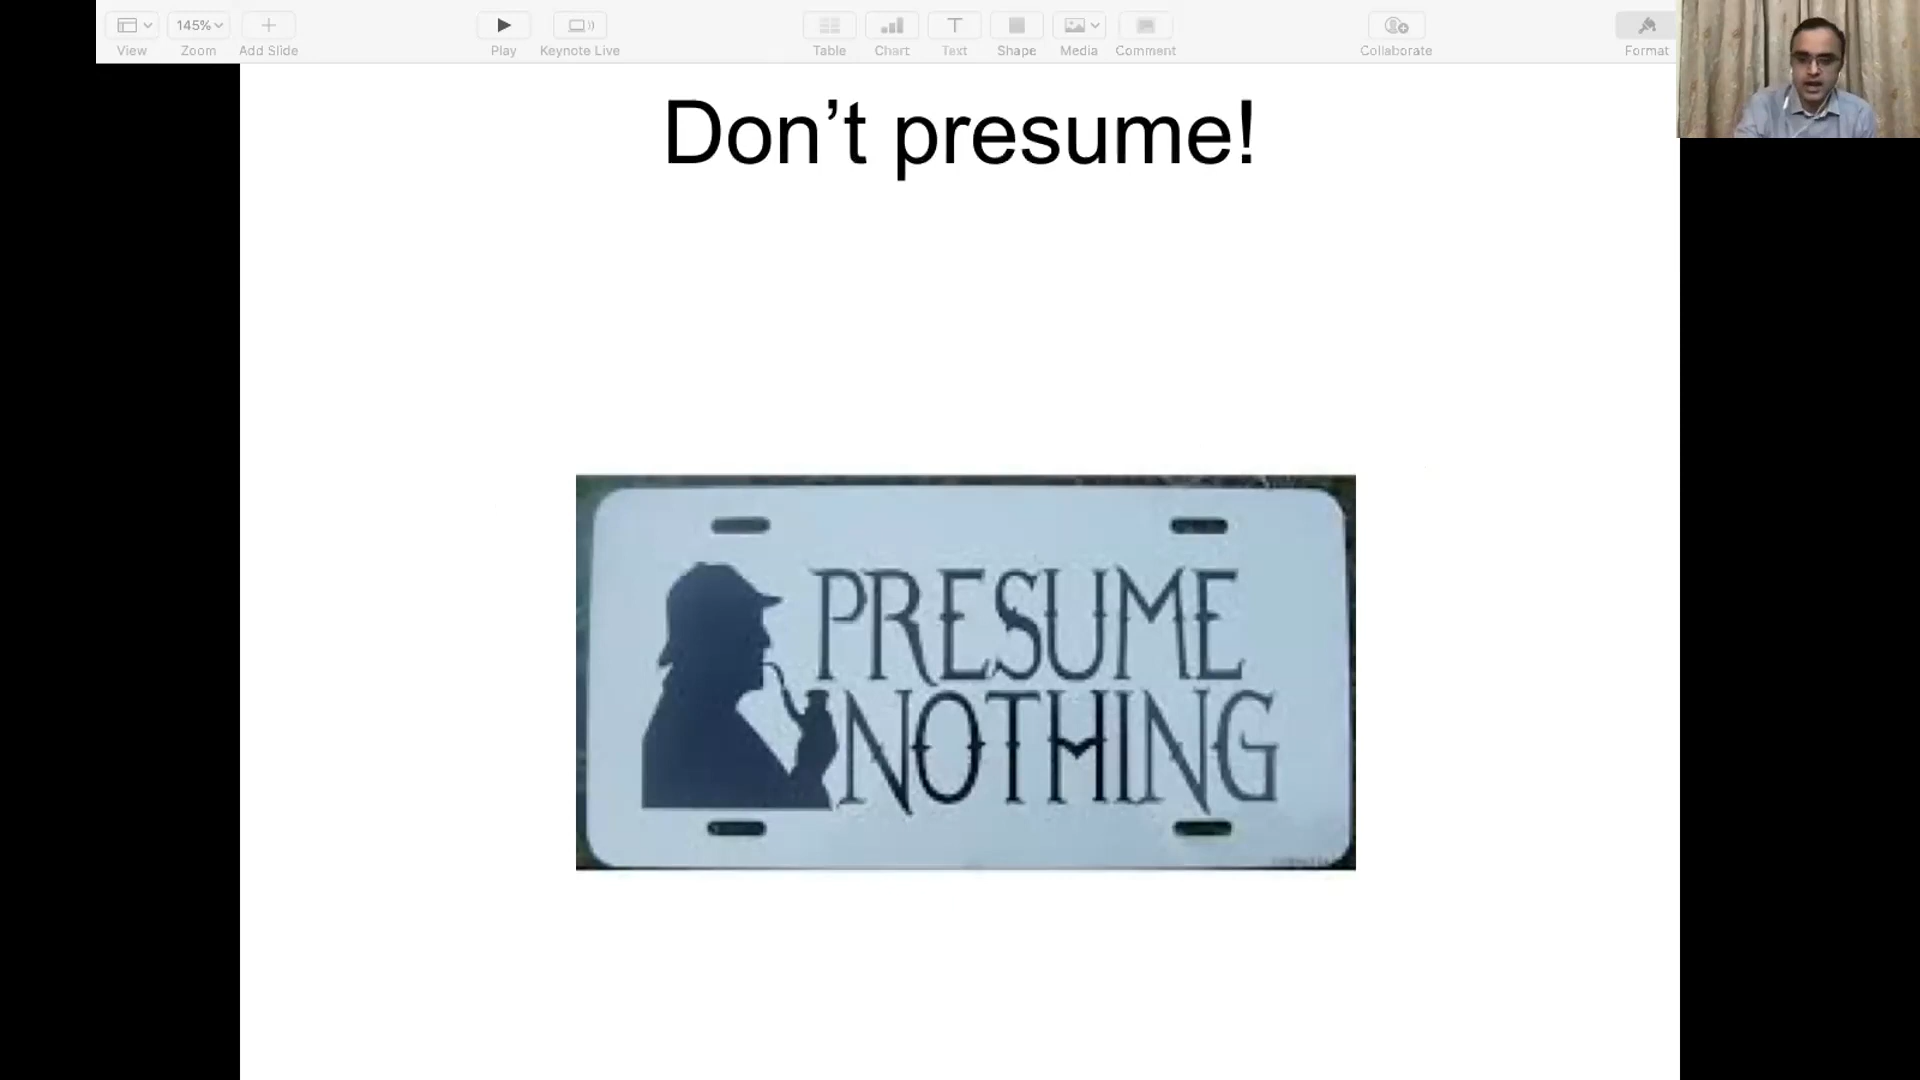 145%
View
Zoom
Add Slide
Play
Keynote Live
Table
Chart
Text
Shape
Media
Comment
Collaborate
Format
Don’t presume!
PRESUME
NOTHING